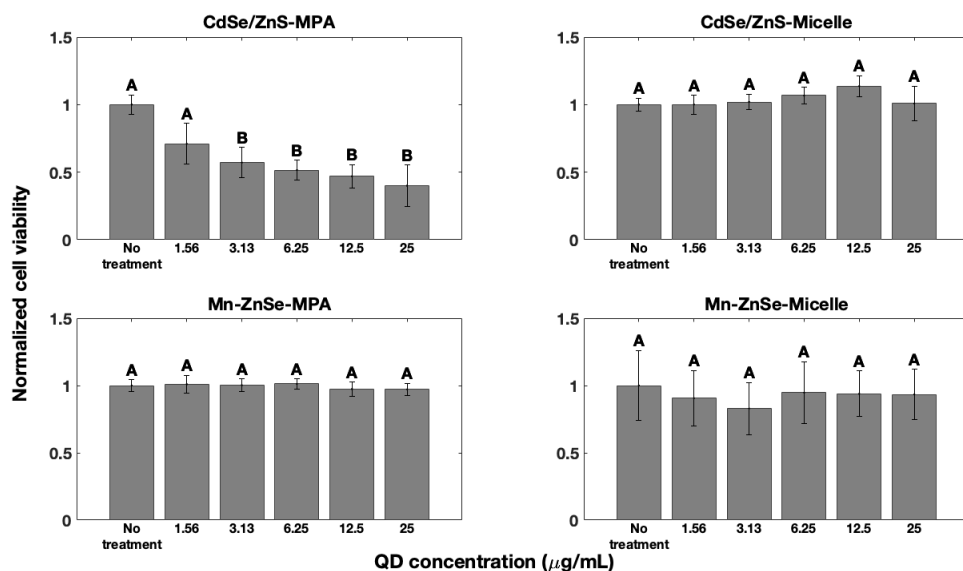 CdSe/ZnS-MPA
1.5
1
0.5
0
A
A
B
B
B
B
No treatment
1.56
3.13
6.25
12.5
25
CdSe/ZnS-Micelle
1.5
1
0.5
0
A
A
A
A
A
A
No treatment
1.56
3.13
6.25
12.5
25
Normalized cell viability
Mn-ZnSe-MPA
1.5
1
0.5
0
A
A
A
A
A
A
No treatment
1.56
3.13
6.25
12.5
25
Mn-ZnSe-Micelle
1.5
1
0.5
0
A
A
A
A
A
A
No treatment
1.56
3.13
6.25
12.5
25
QD concentration (μg/mL)